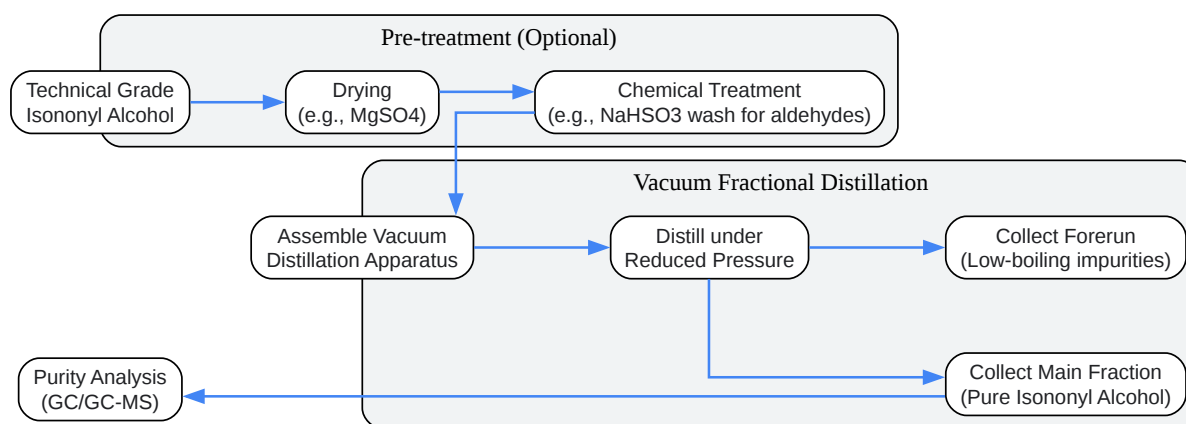 Pre-treatment (Optional)
Technical Grade
Isononyl Alcohol
Drying
(e.g., MgSO4)
Chemical Treatment
(e.g., NaHSO3 wash for aldehydes)
Vacuum Fractional Distillation
Assemble Vacuum
Distillation Apparatus
Distill under
Reduced Pressure
Collect Forerun
(Low-boiling impurities)
Purity Analysis
(GC/GC-MS)
Collect Main Fraction
(Pure Isononyl Alcohol)